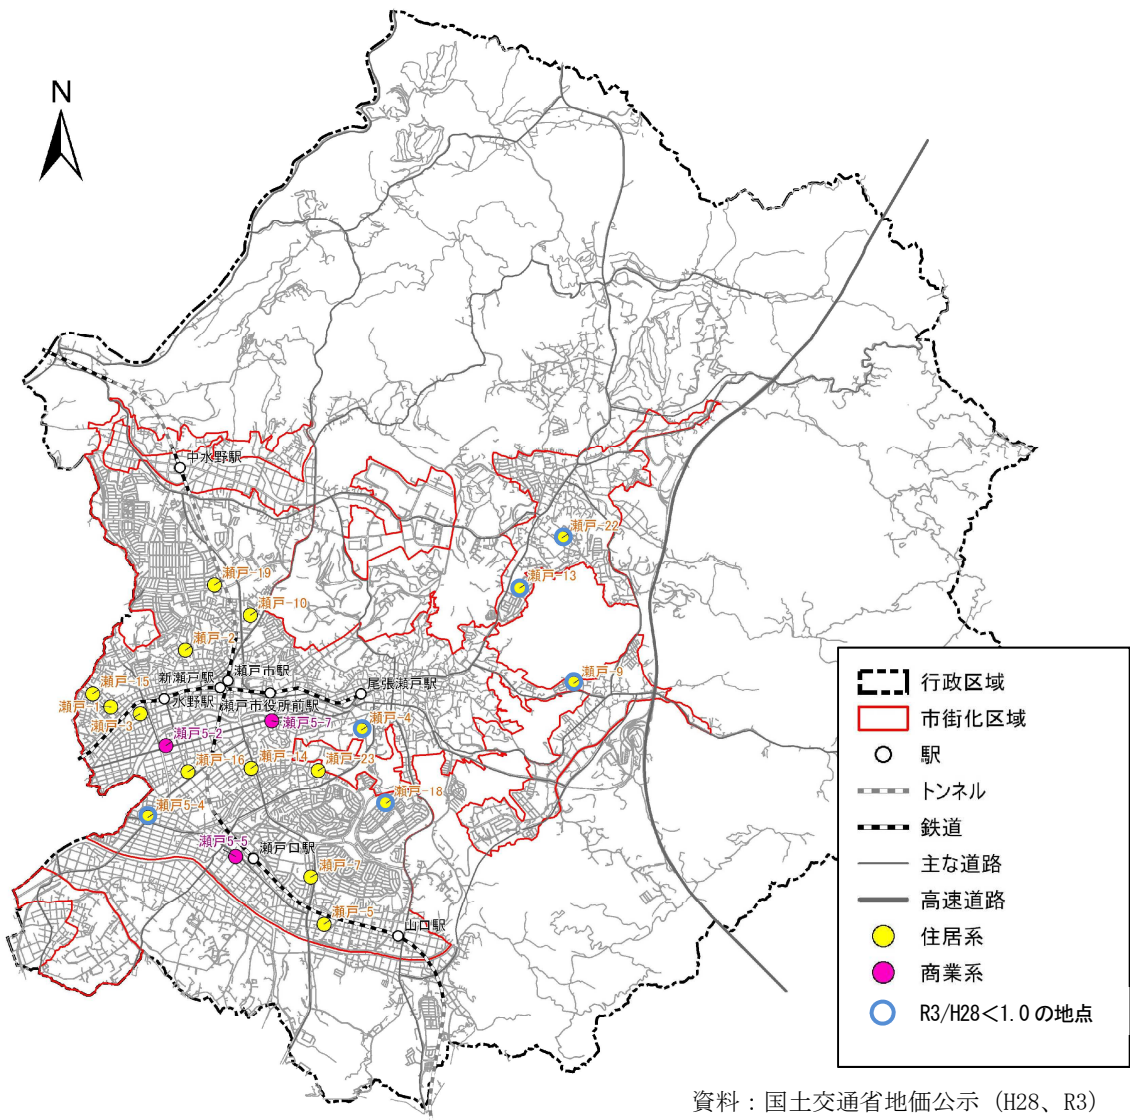 N
中水野駅
瀬戸-22
瀬戸-19
瀬戸-13
瀬戸-10
瀬戸-2
瀬戸市駅
瀬戸-9
瀬戸-15
新瀬戸駅
尾張瀬戸駅
瀬戸-1
水野駅
瀬戸市役所前駅
瀬戸-3
瀬戸5-7
瀬戸-4
瀬戸5-2
瀬戸-16
瀬戸-14
瀬戸-23
瀬戸-18
瀬戸5-4
瀬戸5-5
瀬戸口駅
瀬戸-7
瀬戸-5
山口駅
行政区域
市街化区域
駅
トンネル
鉄道
主な道路
高速道路
住居系
商業系
R3/H28<1.0の地点
資料：国土交通省地価公示（H28、R3）